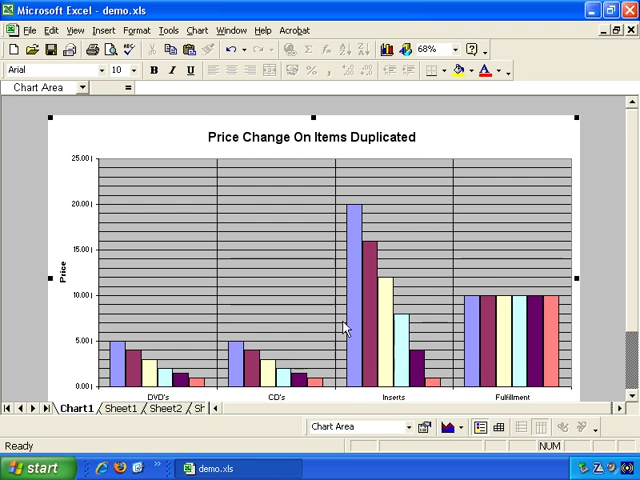 Microsoft Excel - demo.xls
File Edit View Insert Format Tools Chart Window Help Acrobat
68%
Arial 10 B I U $ % ,
Chart Area =
Price Change On Items Duplicated
25.00
20.00
15.00
Price
10.00
5.00
0.00
DVD's CD's Inserts Fulfillment
Chart1 Sheet1 Sheet2 Sh
Chart Area
Ready NUM
start demo.xls